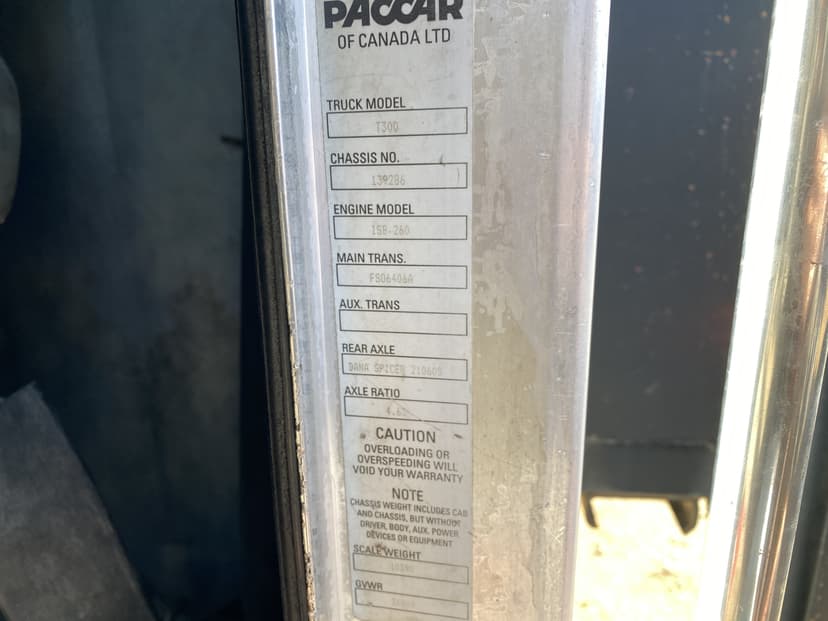 PACCAR
OF CANADA LTD
TRUCK MODEL
T300
CHASSIS NO.
139286
ENGINE MODEL
ISB-260
MAIN TRANS.
FS06406A
AUX. TRANS
REAR AXLE
DANA SPICER 21060S
AXLE RATIO
CAUTION
OVERLOADING OR
OVERSPEEDING WILL
VOID YOUR WARRANTY
NOTE
CHASSIS WEIGHT INCLUDES CAB
AND CHASSIS, BUT WITHOUT
DRIVER, BODY, AUX. POWER
DEVICES OR EQUIPMENT
SCALE WEIGHT
GVWR